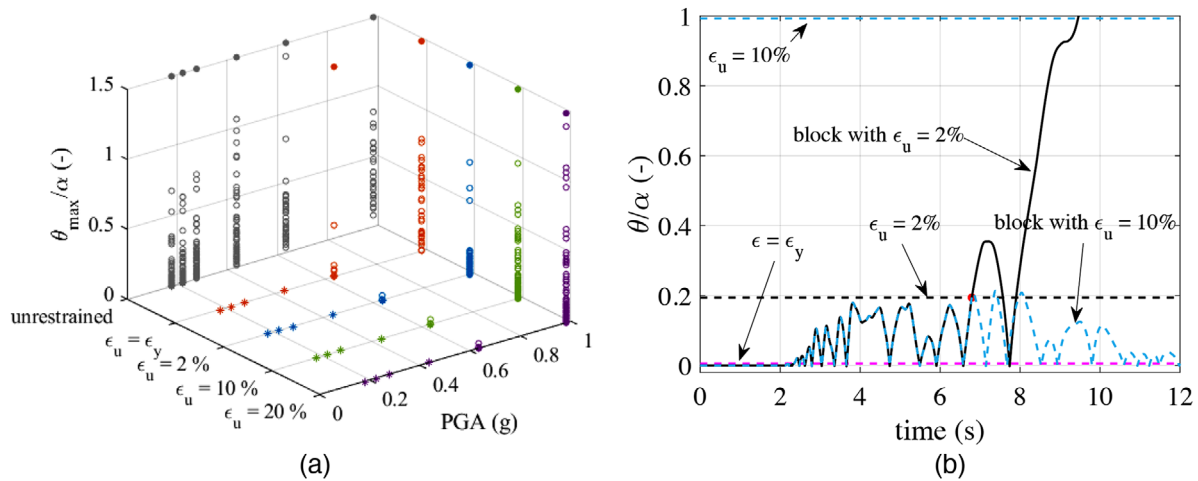 1.5
1
0.5
0
θmax/α (-)
unrestrained
ϵu = ϵy
ϵu = 2 %
ϵu = 10 %
ϵu = 20 %
0
0.2
0.4
0.6
0.8
1
PGA (g)
(a)
1
0.8
0.6
0.4
0.2
0
θ/α (-)
ϵu = 10%
block with ϵu = 2%
ϵu = 2%
block with ϵu = 10%
ϵ = ϵy
0
2
4
6
8
10
12
time (s)
(b)